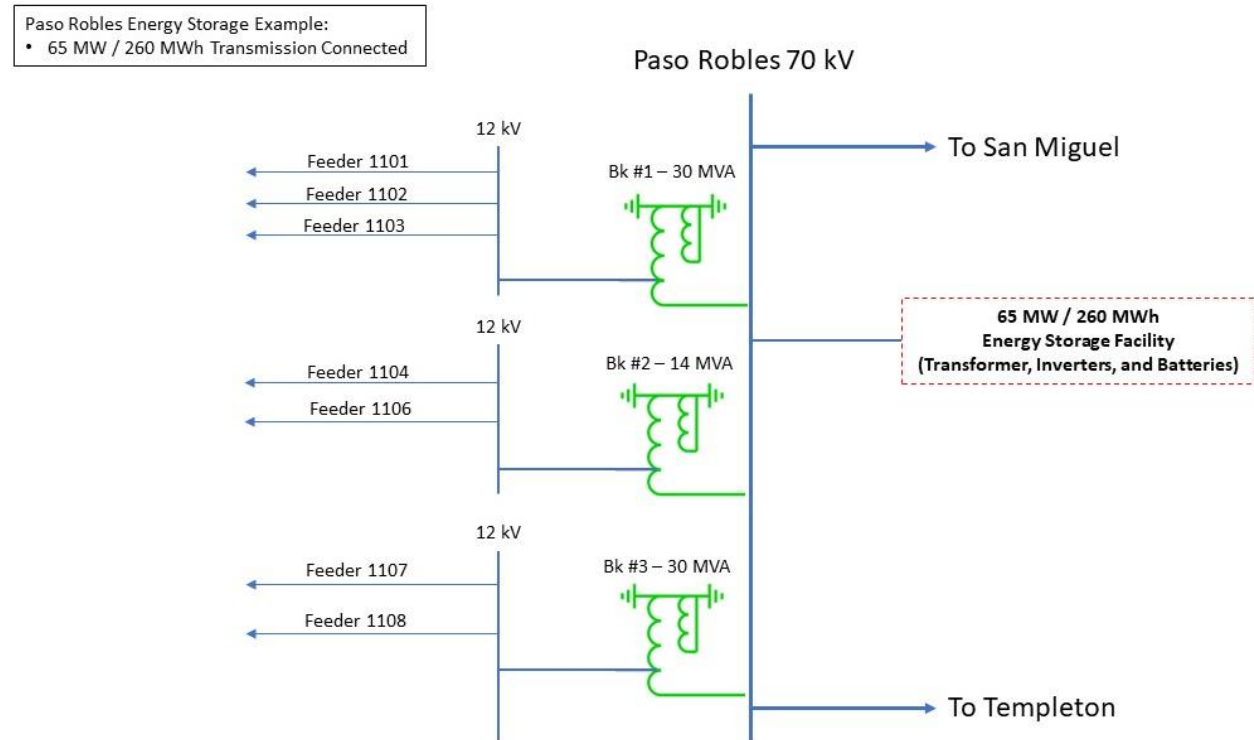 Paso Robles Energy Storage Example:
• 65 MW / 260 MWh Transmission Connected
Paso Robles 70 kV
12 kV
Feeder 1101
Feeder 1102
Feeder 1103
Bk #1 – 30 MVA
To San Miguel
65 MW / 260 MWh
Energy Storage Facility
(Transformer, Inverters, and Batteries)
12 kV
Feeder 1104
Feeder 1106
Bk #2 – 14 MVA
12 kV
Feeder 1107
Feeder 1108
Bk #3 – 30 MVA
To Templeton